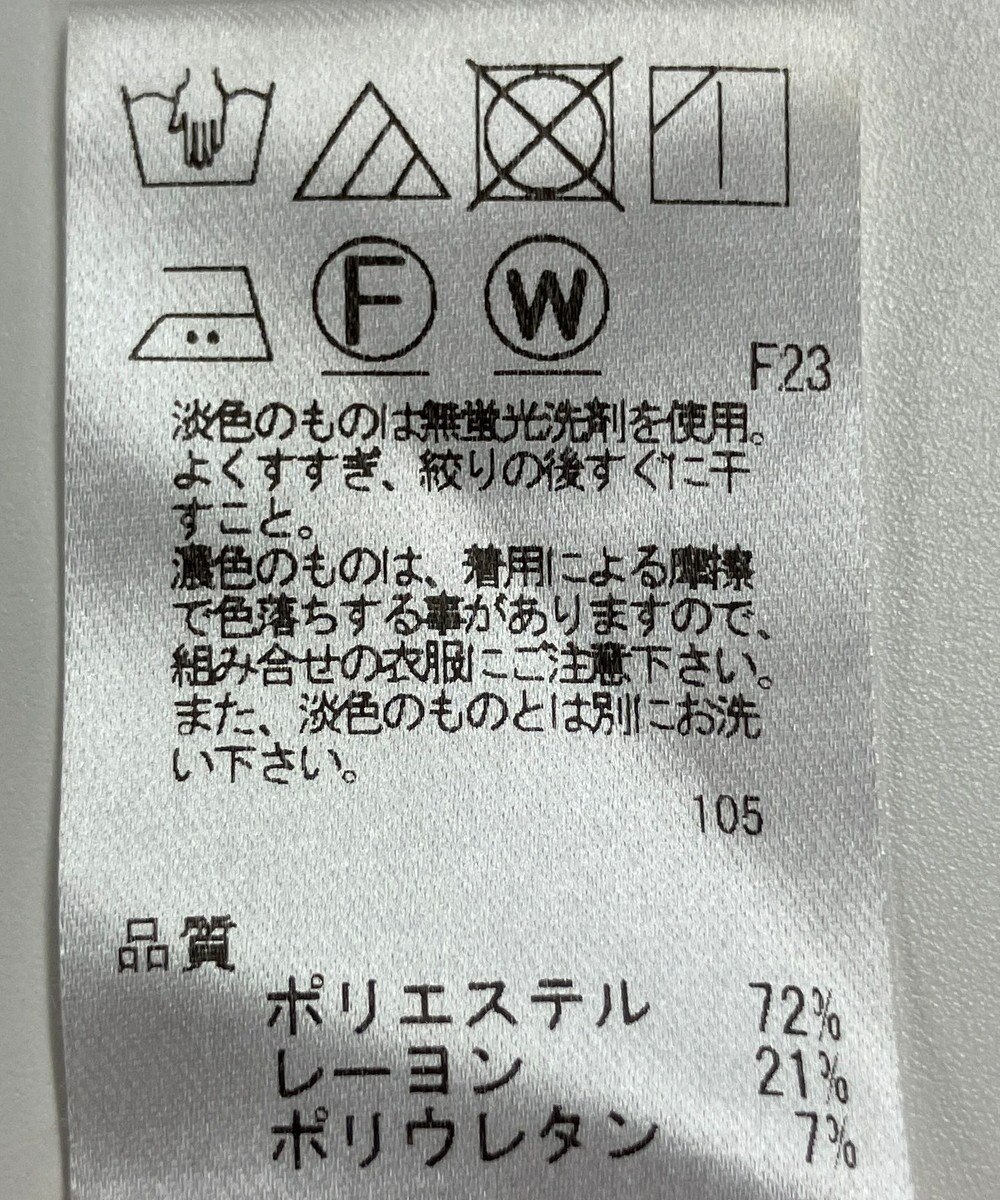 F
W
F23
淡色のものは無蛍光洗剤を使用。
よくすすぎ、絞りの後すぐに干
すこと。
濃色のものは、着用による摩擦
で色落ちする事がありますので、
組み合せの衣服にご注意下さい。
また、淡色のものとは別にお洗
い下さい。
105
品質
ポリエステル 72%
レーヨン 21%
ポリウレタン 7%